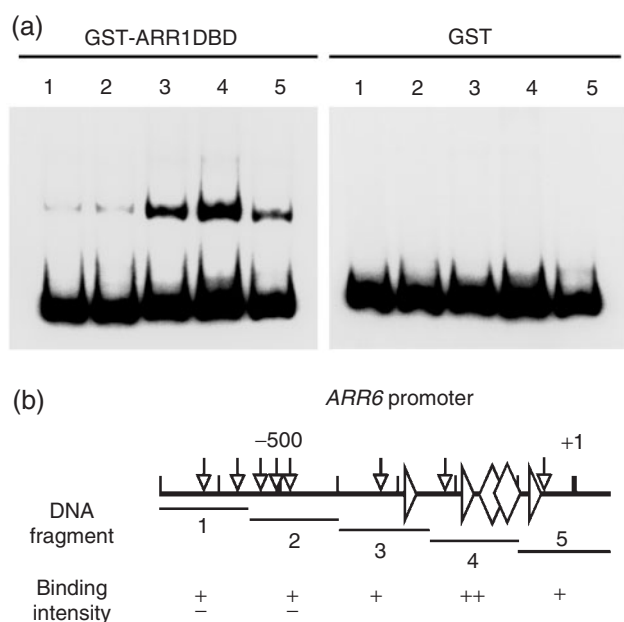 (a)
GST-ARR1DBD GST
1 2 3 4 5 1 2 3 4 5
(b)
ARR6 promoter
−500 +1
DNA
fragment
1 2 3 4 5
Binding
intensity
+
− +
− + ++ +